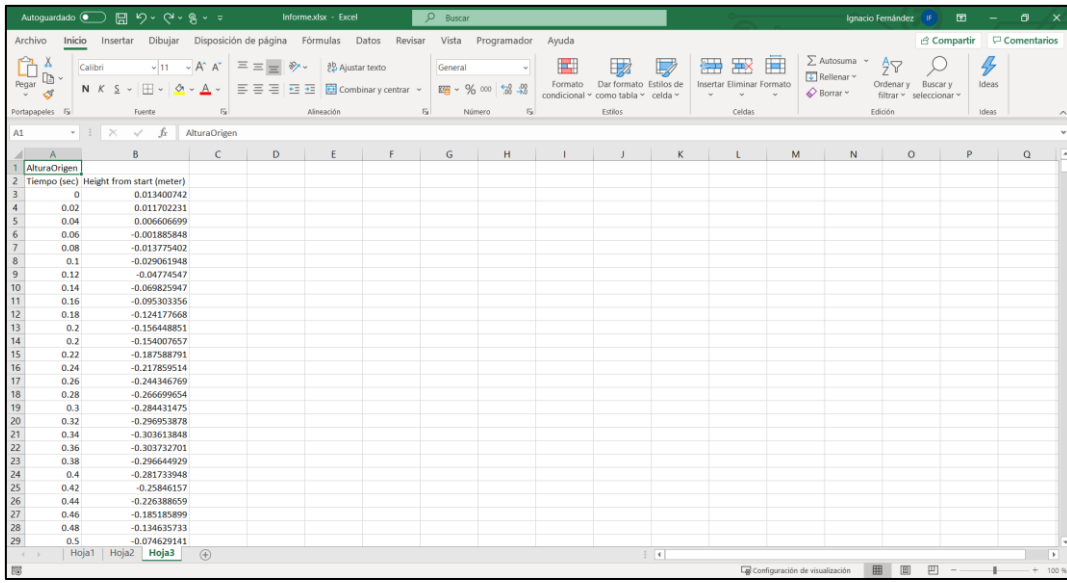 Autoguardado Informe.xlsx - Excel Buscar Ignacio Fernández IF
Archivo Inicio Insertar Dibujar Disposición de página Fórmulas Datos Revisar Vista Programador Ayuda Compartir Comentarios
Pegar
Calibri 11 A A Ajustar texto General
N K S A Combinar y centrar % 000
Formato condicional Dar formato como tabla Estilos de celda
Insertar Eliminar Formato
Autosuma
Rellenar
Borrar
Ordenar y filtrar Buscar y seleccionar
Ideas
Portapapeles Fuente Alineación Número Estilos Celdas Edición Ideas
A1 fx AlturaOrigen
A B C D E F G H I J K L M N O P Q
1 AlturaOrigen
2 Tiempo (sec) Height from start (meter)
3 0 0.013400742
4 0.02 0.011702231
5 0.04 0.006606699
6 0.06 -0.001885848
7 0.08 -0.013775402
8 0.1 -0.029061948
9 0.12 -0.04774547
10 0.14 -0.069825947
11 0.16 -0.095303356
12 0.18 -0.124177668
13 0.2 -0.156448851
14 0.2 -0.154007657
15 0.22 -0.187588791
16 0.24 -0.217859514
17 0.26 -0.244346769
18 0.28 -0.266699654
19 0.3 -0.284431475
20 0.32 -0.296953878
21 0.34 -0.303613848
22 0.36 -0.303732701
23 0.38 -0.296644929
24 0.4 -0.281733948
25 0.42 -0.25846157
26 0.44 -0.226388659
27 0.46 -0.185185899
28 0.48 -0.134635733
29 0.5 -0.074629141
Hoja1 Hoja2 Hoja3
Configuración de visualización 100 %